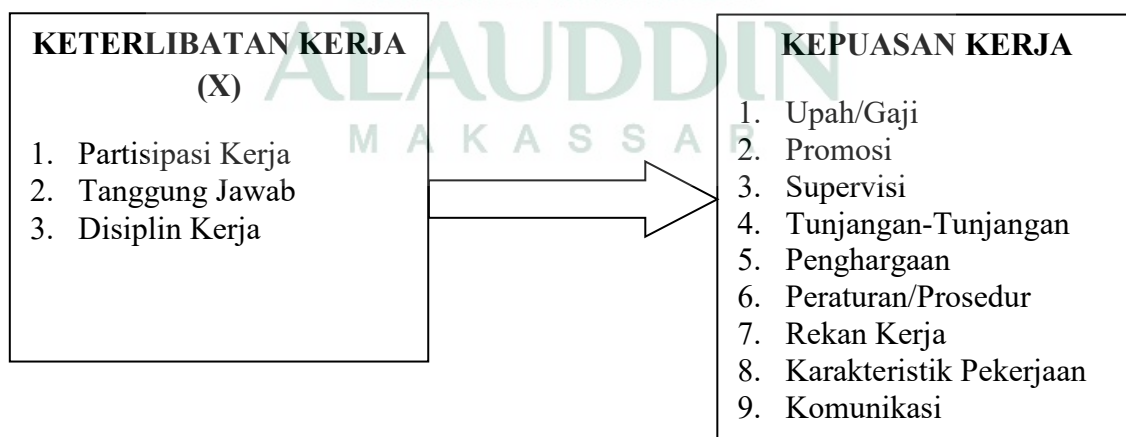 KETERLIBATAN KERJA
(X)
1. Partisipasi Kerja
2. Tanggung Jawab
3. Disiplin Kerja
ALAUDDIN
MAKASSAR
KEPUASAN KERJA
1. Upah/Gaji
2. Promosi
3. Supervisi
4. Tunjangan-Tunjangan
5. Penghargaan
6. Peraturan/Prosedur
7. Rekan Kerja
8. Karakteristik Pekerjaan
9. Komunikasi